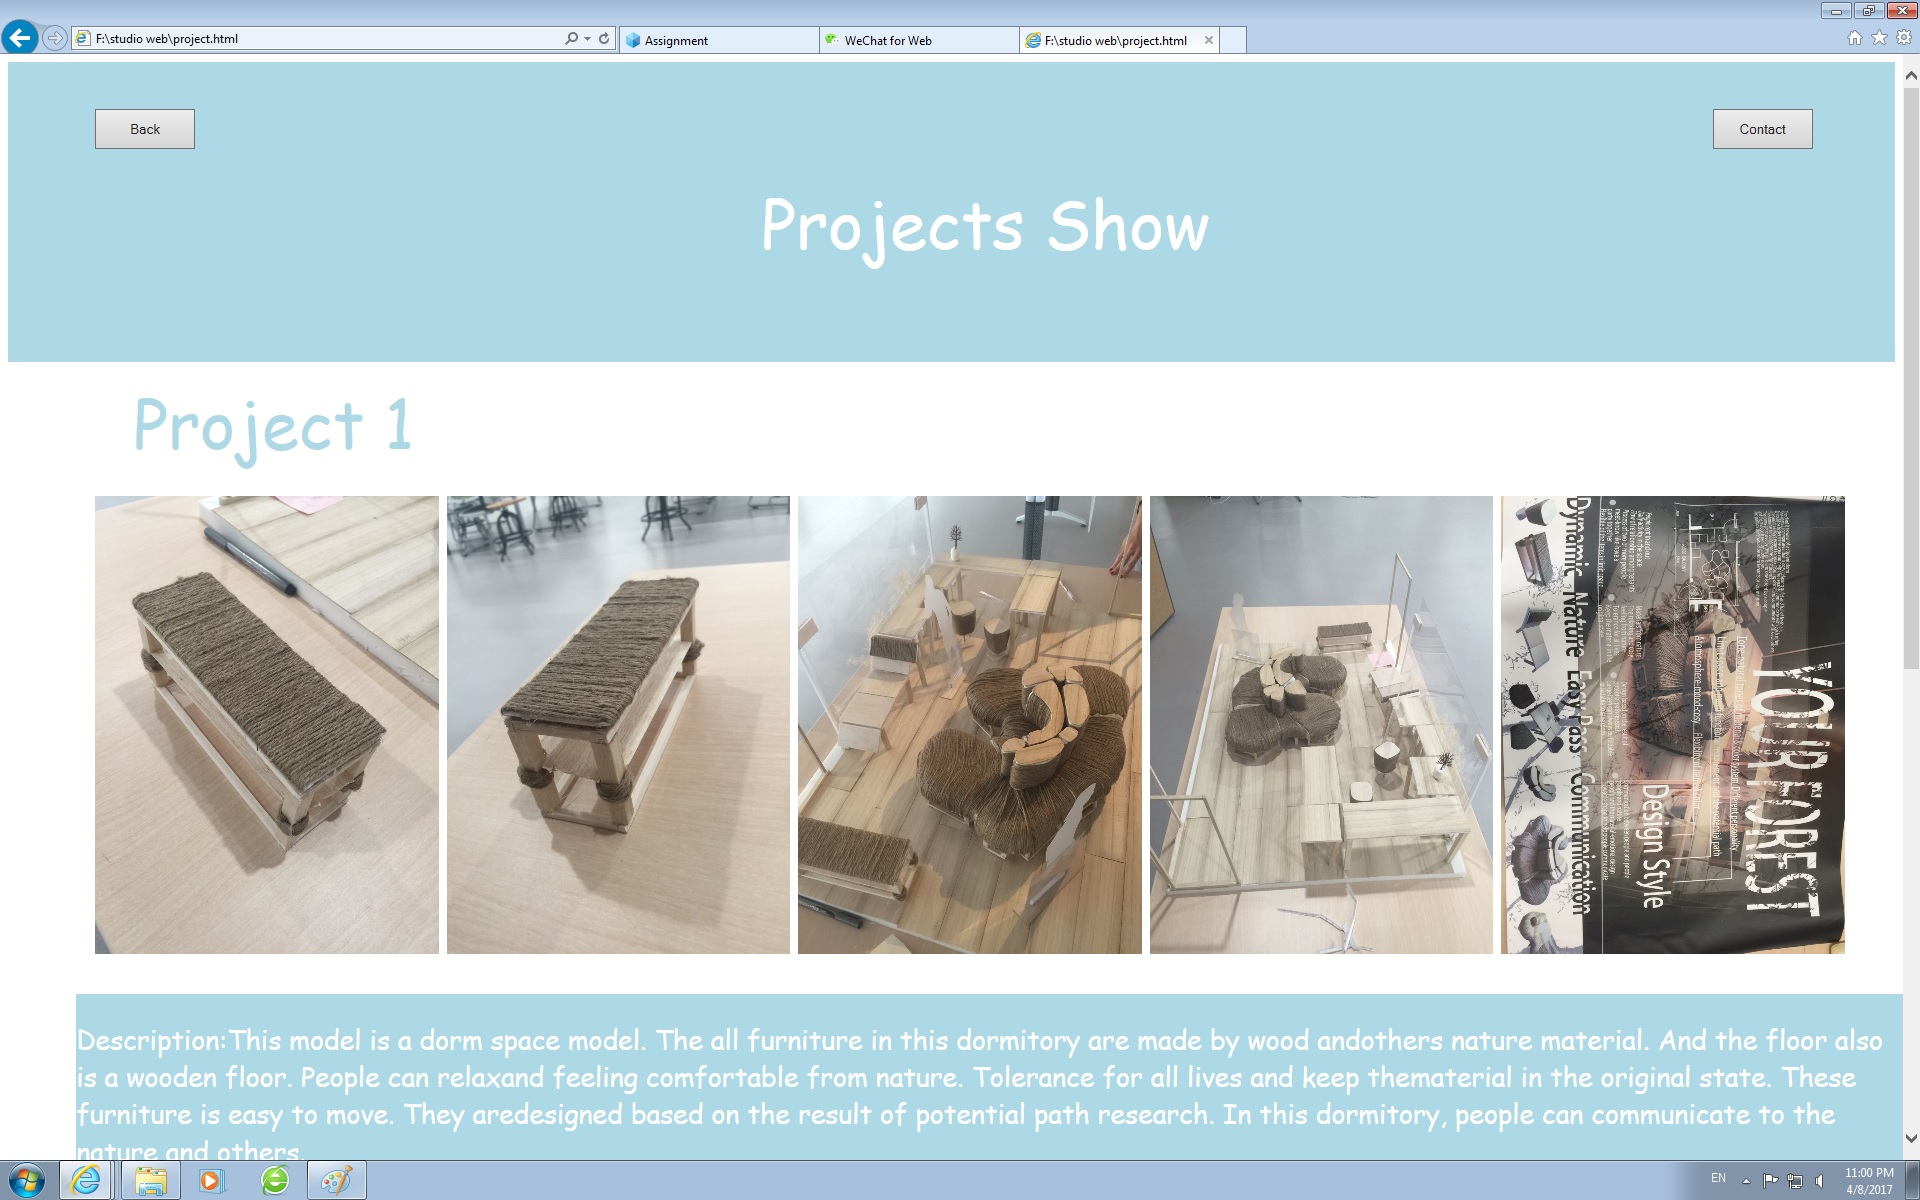 F:\studio web\project.html
Assignment
WeChat for Web
F:\studio web\project.html
Back
Contact
Projects Show
Project 1
Dynamic Nature Easy Pass Communication
Design Style
YOUR FOREST
Description:This model is a dorm space model. The all furniture in this dormitory are made by wood andothers nature material. And the floor also
is a wooden floor. People can relaxand feeling comfortable from nature. Tolerance for all lives and keep thematerial in the original state. These
furniture is easy to move. They aredesigned based on the result of potential path research. In this dormitory, people can communicate to the
nature and others.
EN
11:00 PM
4/8/2017